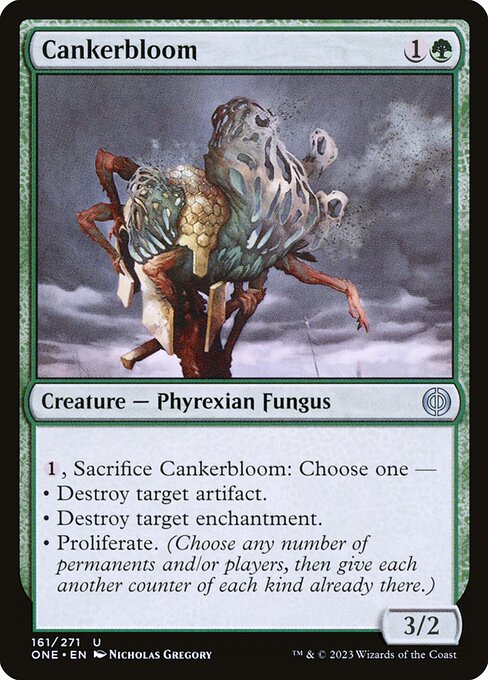 Cankerbloom 1
Creature — Phyrexian Fungus
1, Sacrifice Cankerbloom: Choose one —
• Destroy target artifact.
• Destroy target enchantment.
• Proliferate. (Choose any number of
permanents and/or players, then give each
another counter of each kind already there.)
3/2
161/271 U
ONE • EN Nicholas Gregory ™ & © 2023 Wizards of the Coast